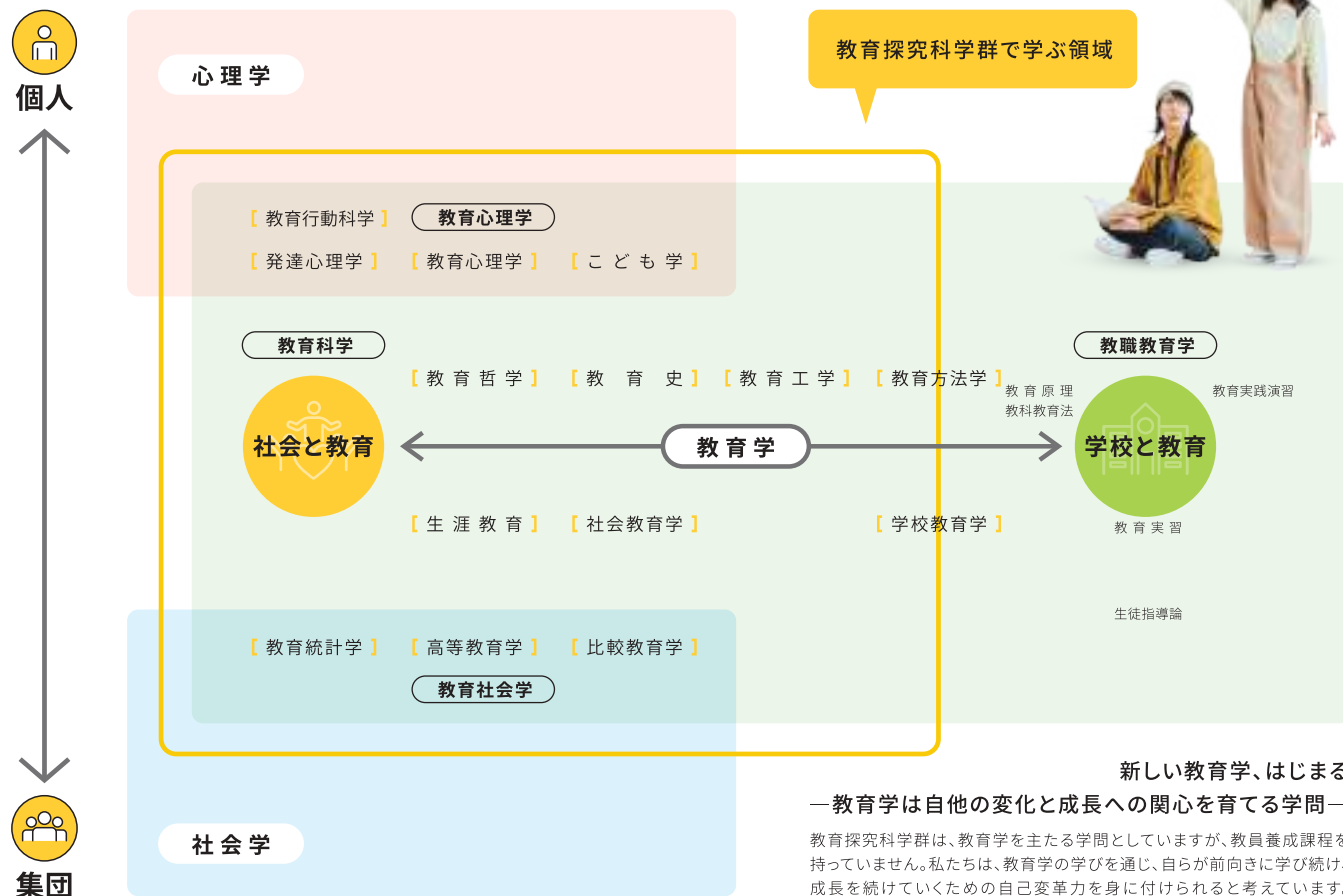 個人
心理学
教育探究科学群で学ぶ領域
[教育行動科学] 教育心理学
[発達心理学] [教育心理学] [こども学]
教育科学
教職教育学
[教育哲学] [教育史] [教育工学] [教育方法学]
教育原理
教科教育法
教育実践演習
社会と教育
教育学
学校と教育
[生涯教育] [社会教育学] [学校教育学]
教育実習
生徒指導論
[教育統計学] [高等教育学] [比較教育学]
教育社会学
社会学
集団
新しい教育学、はじまる
―教育学は自他の変化と成長への関心を育てる学問―
教育探究科学群は、教育学を主たる学問としていますが、教員養成課程を
持っていません。私たちは、教育学の学びを通じ、自らが前向きに学び続け
成長を続けていくための自己変革力を身に付けられると考えています